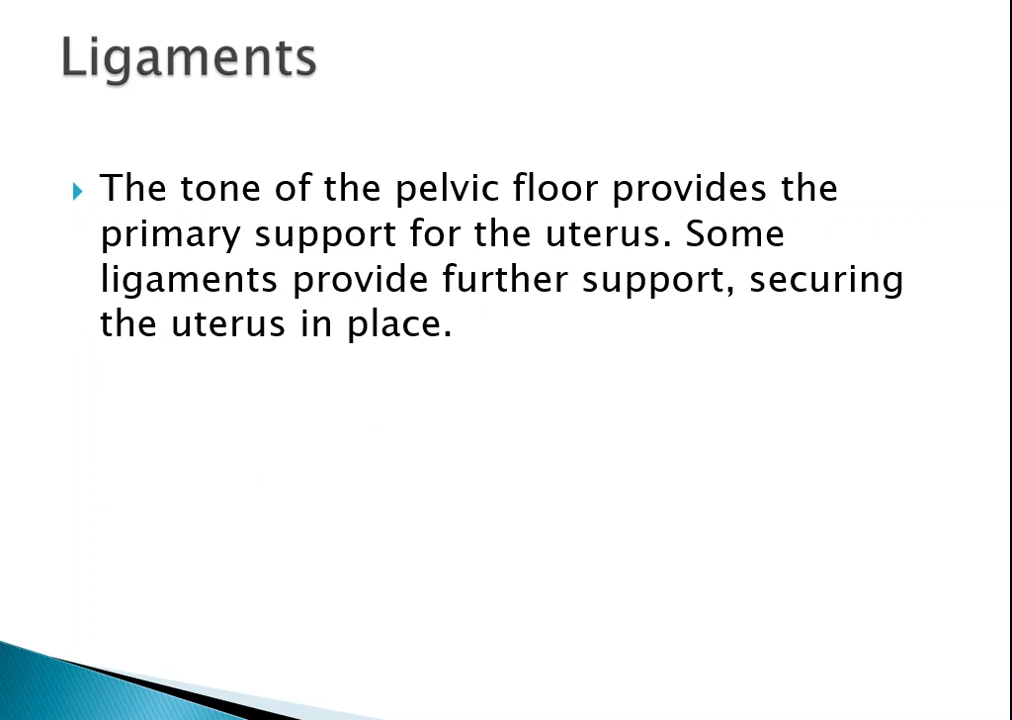 Ligaments
The tone of the pelvic floor provides the
primary support for the uterus. Some
ligaments provide further support, securing
the uterus in place.